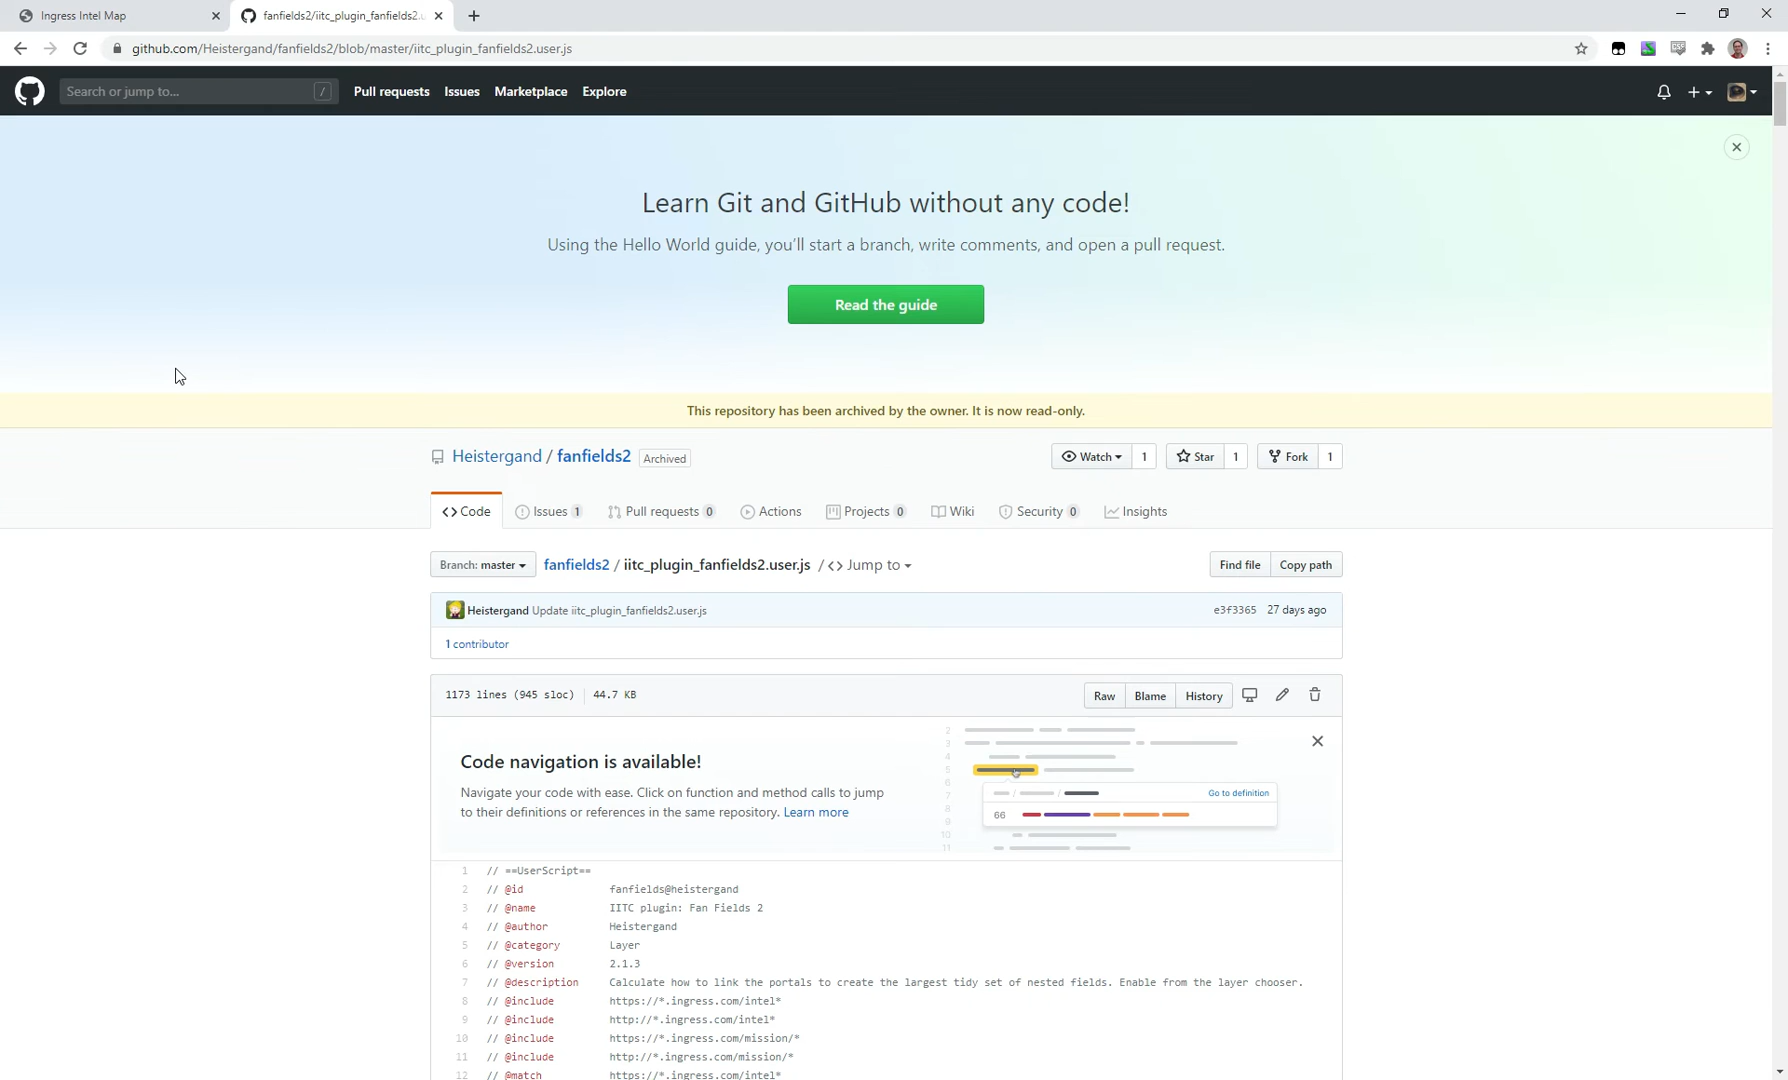 Ingress Intel Map
fanfields2/iitc_plugin_fanfields2.u
github.com/Heistergand/fanfields2/blob/master/iitc_plugin_fanfields2.user.js
Search or jump to... /
Pull requests Issues Marketplace Explore
Learn Git and GitHub without any code!
Using the Hello World guide, you’ll start a branch, write comments, and open a pull request.
Read the guide
This repository has been archived by the owner. It is now read-only.
Heistergand / fanfields2 Archived
Watch 1 Star 1 Fork 1
Code Issues 1 Pull requests 0 Actions Projects 0 Wiki Security 0 Insights
Branch: master fanfields2 / iitc_plugin_fanfields2.user.js / <> Jump to Find file Copy path
Heistergand Update iitc_plugin_fanfields2.user.js e3f3365 27 days ago
1 contributor
1173 lines (945 sloc) 44.7 KB Raw Blame History
Code navigation is available!
Navigate your code with ease. Click on function and method calls to jump
to their definitions or references in the same repository. Learn more
2
3
4
5
6
7
8
9
10
11
Go to definition
66
1 // ==UserScript==
2 // @id fanfields@heistergand
3 // @name IITC plugin: Fan Fields 2
4 // @author Heistergand
5 // @category Layer
6 // @version 2.1.3
7 // @description Calculate how to link the portals to create the largest tidy set of nested fields. Enable from the layer chooser.
8 // @include https://*.ingress.com/intel*
9 // @include http://*.ingress.com/intel*
10 // @include https://*.ingress.com/mission/*
11 // @include http://*.ingress.com/mission/*
12 // @match https://*.ingress.com/intel*